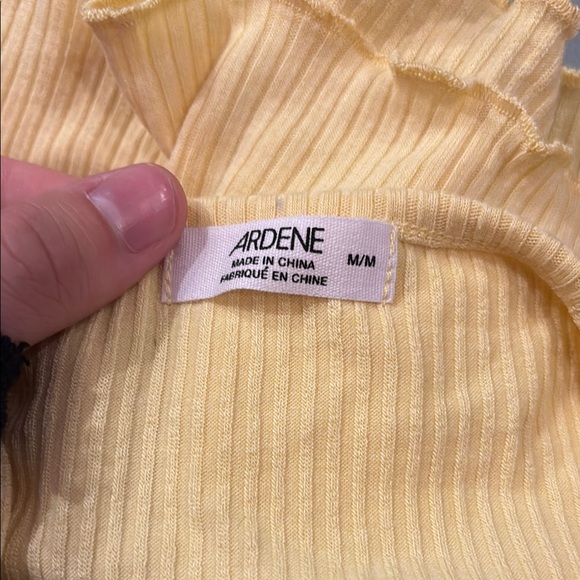 ARDENE
MADE IN CHINA
M/M
FABRIQUÉ EN CHINE